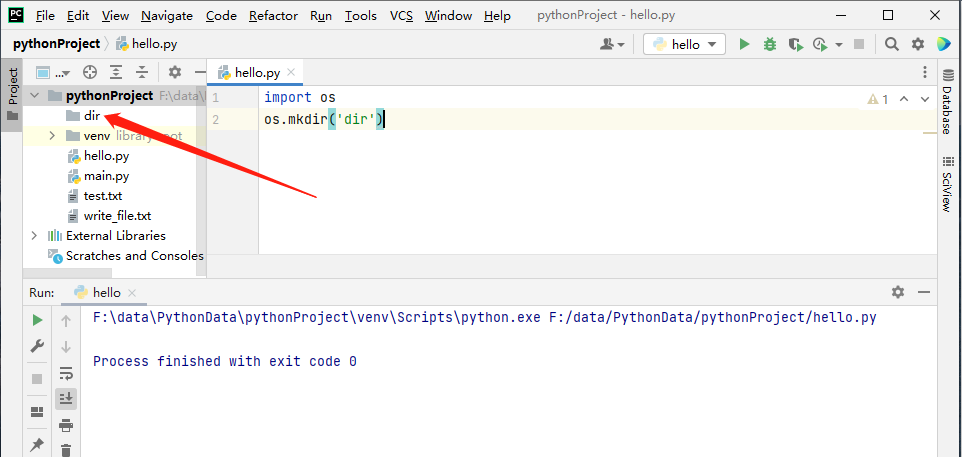 PC File Edit View Navigate Code Refactor Run Tools VCS Window Help pythonProject - hello.py
pythonProject hello.py hello
Project
... hello.py
pythonProject F:\data\
dir
venv library root
hello.py
main.py
test.txt
write_file.txt
External Libraries
Scratches and Consoles
1 import os
2 os.mkdir('dir')
1
Database
SciView
Run: hello
F:\data\PythonData\pythonProject\venv\Scripts\python.exe F:/data/PythonData/pythonProject/hello.py
Process finished with exit code 0